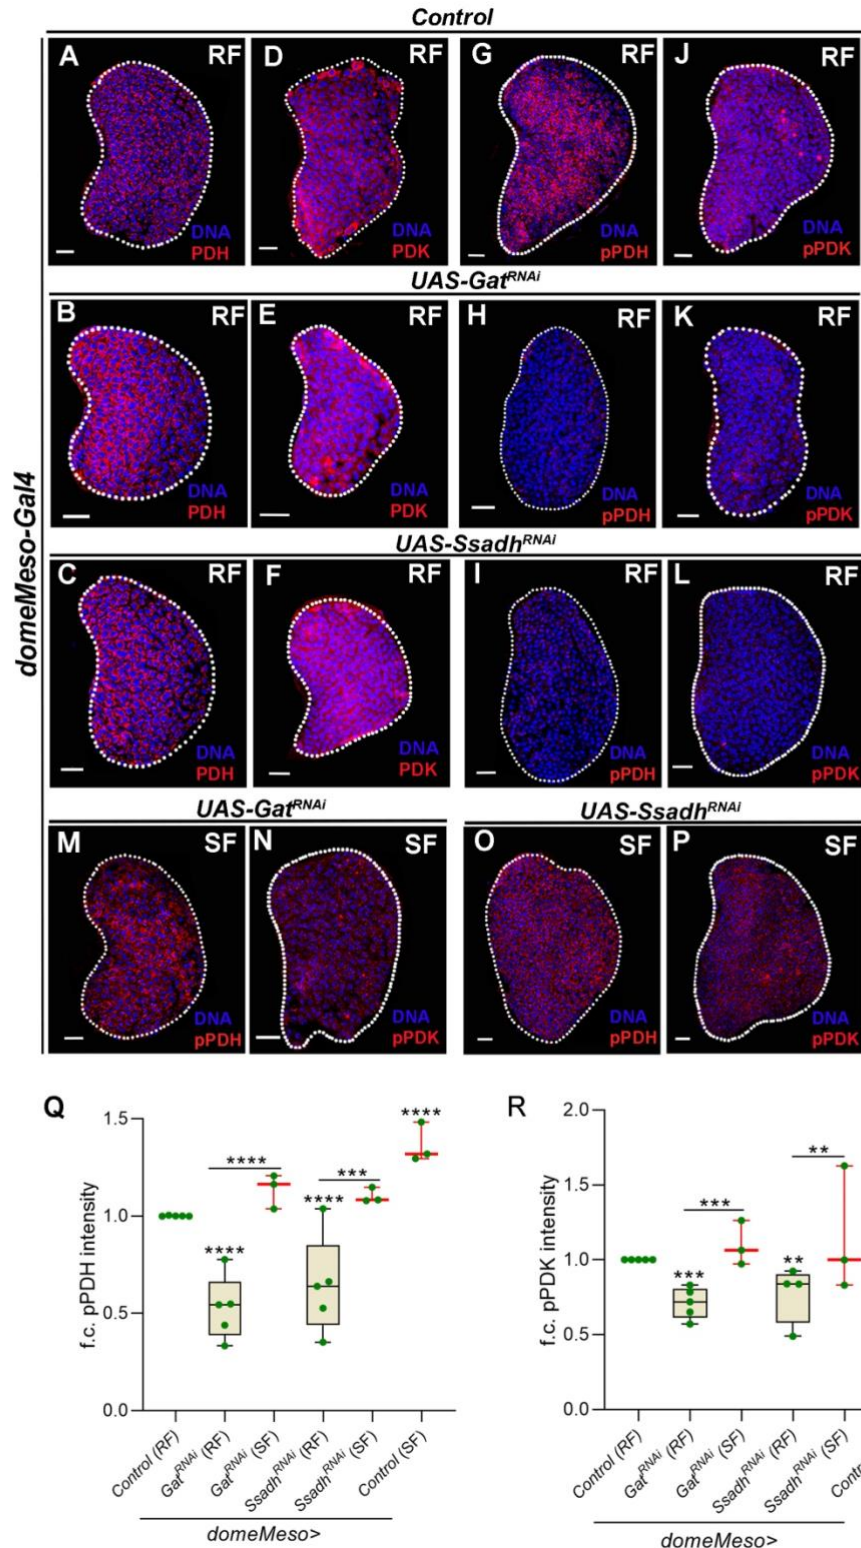 Control
A RF D RF G RF J RF
DNA DNA DNA DNA
PDH PDK pPDH pPDK
UAS-Gat^RNAi
B RF E RF H RF K RF
DNA DNA DNA DNA
PDH PDK pPDH pPDK
domeMeso-Gal4
UAS-Ssadh^RNAi
C RF F RF I RF L RF
DNA DNA DNA DNA
PDH PDK pPDH pPDK
UAS-Gat^RNAi UAS-Ssadh^RNAi
M SF N SF O SF P SF
DNA DNA DNA DNA
pPDH pPDK pPDH pPDK
Q
f.c. pPDH intensity
1.5
1.0
0.5
0.0
****
****
****
***
****
Control (RF)
Gat^RNAi (RF)
Gat^RNAi (SF)
Ssadh^RNAi (RF)
Ssadh^RNAi (SF)
Control (SF)
domeMeso>
R
f.c. pPDK intensity
2.0
1.5
1.0
0.5
0.0
***
***
**
**
Control (RF)
Gat^RNAi (RF)
Gat^RNAi (SF)
Ssadh^RNAi (RF)
Ssadh^RNAi (SF)
domeMeso>